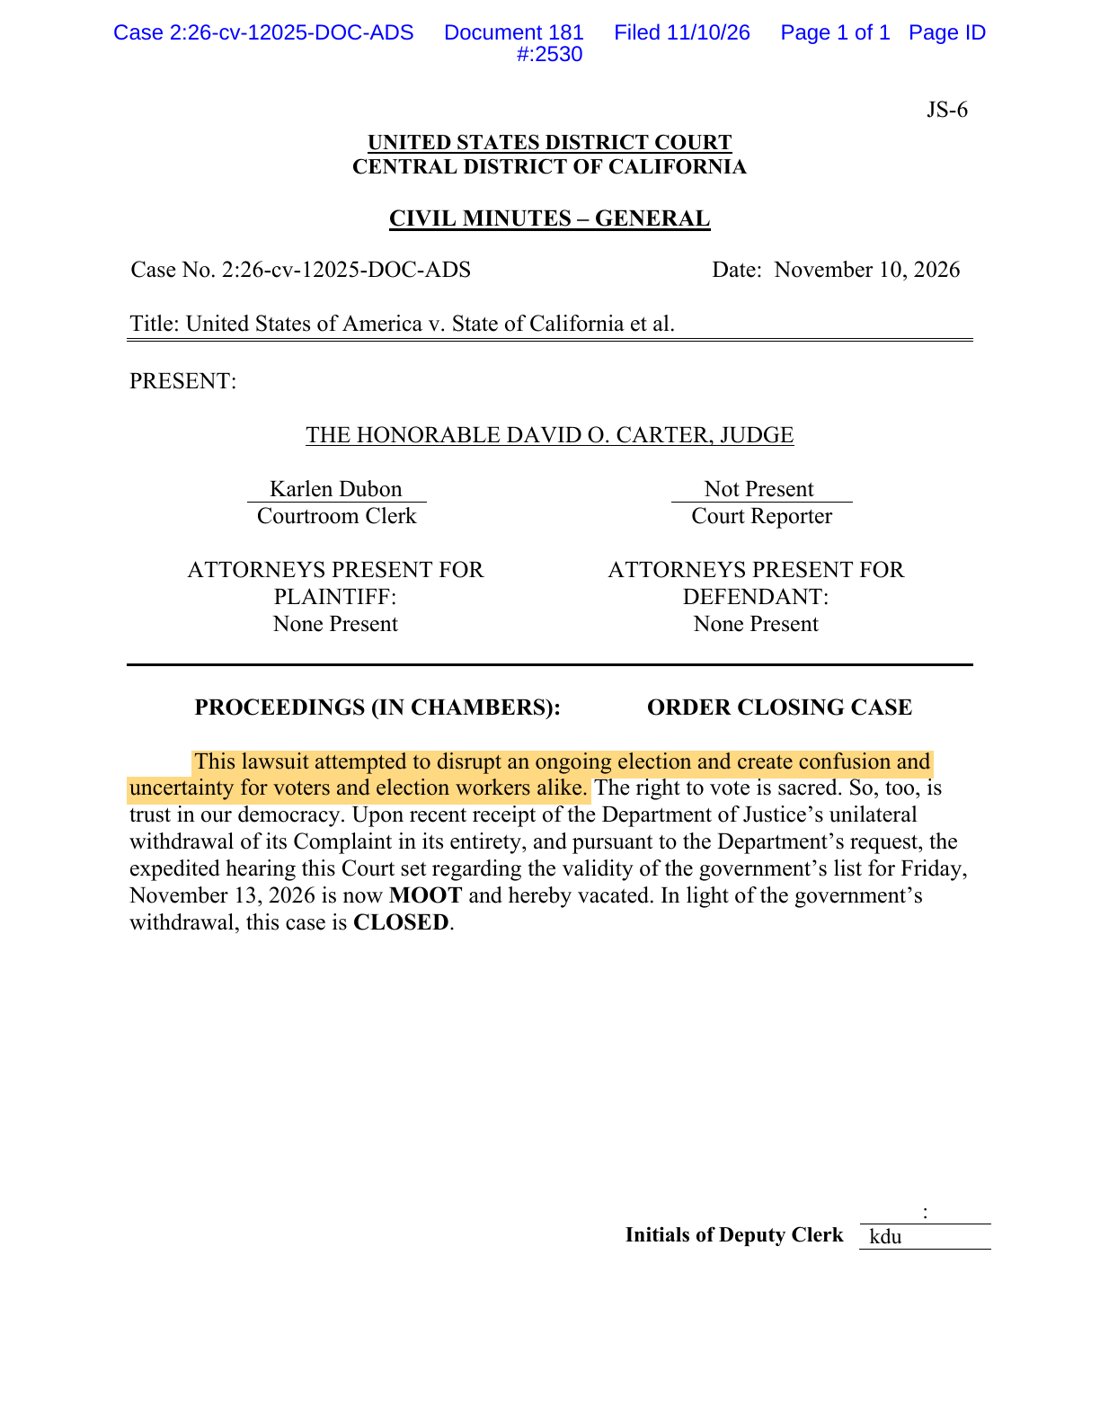 Case 2:26-cv-12025-DOC-ADS Document 181 Filed 11/10/26 Page 1 of 1 Page ID
#:2530
JS-6
UNITED STATES DISTRICT COURT
CENTRAL DISTRICT OF CALIFORNIA
CIVIL MINUTES – GENERAL
Case No. 2:26-cv-12025-DOC-ADS Date: November 10, 2026
Title: United States of America v. State of California et al.
PRESENT:
THE HONORABLE DAVID O. CARTER, JUDGE
Karlen Dubon Not Present
Courtroom Clerk Court Reporter
ATTORNEYS PRESENT FOR ATTORNEYS PRESENT FOR
PLAINTIFF: DEFENDANT:
None Present None Present
PROCEEDINGS (IN CHAMBERS): ORDER CLOSING CASE
This lawsuit attempted to disrupt an ongoing election and create confusion and
uncertainty for voters and election workers alike. The right to vote is sacred. So, too, is
trust in our democracy. Upon recent receipt of the Department of Justice’s unilateral
withdrawal of its Complaint in its entirety, and pursuant to the Department’s request, the
expedited hearing this Court set regarding the validity of the government’s list for Friday,
November 13, 2026 is now MOOT and hereby vacated. In light of the government’s
withdrawal, this case is CLOSED.
:
Initials of Deputy Clerk kdu